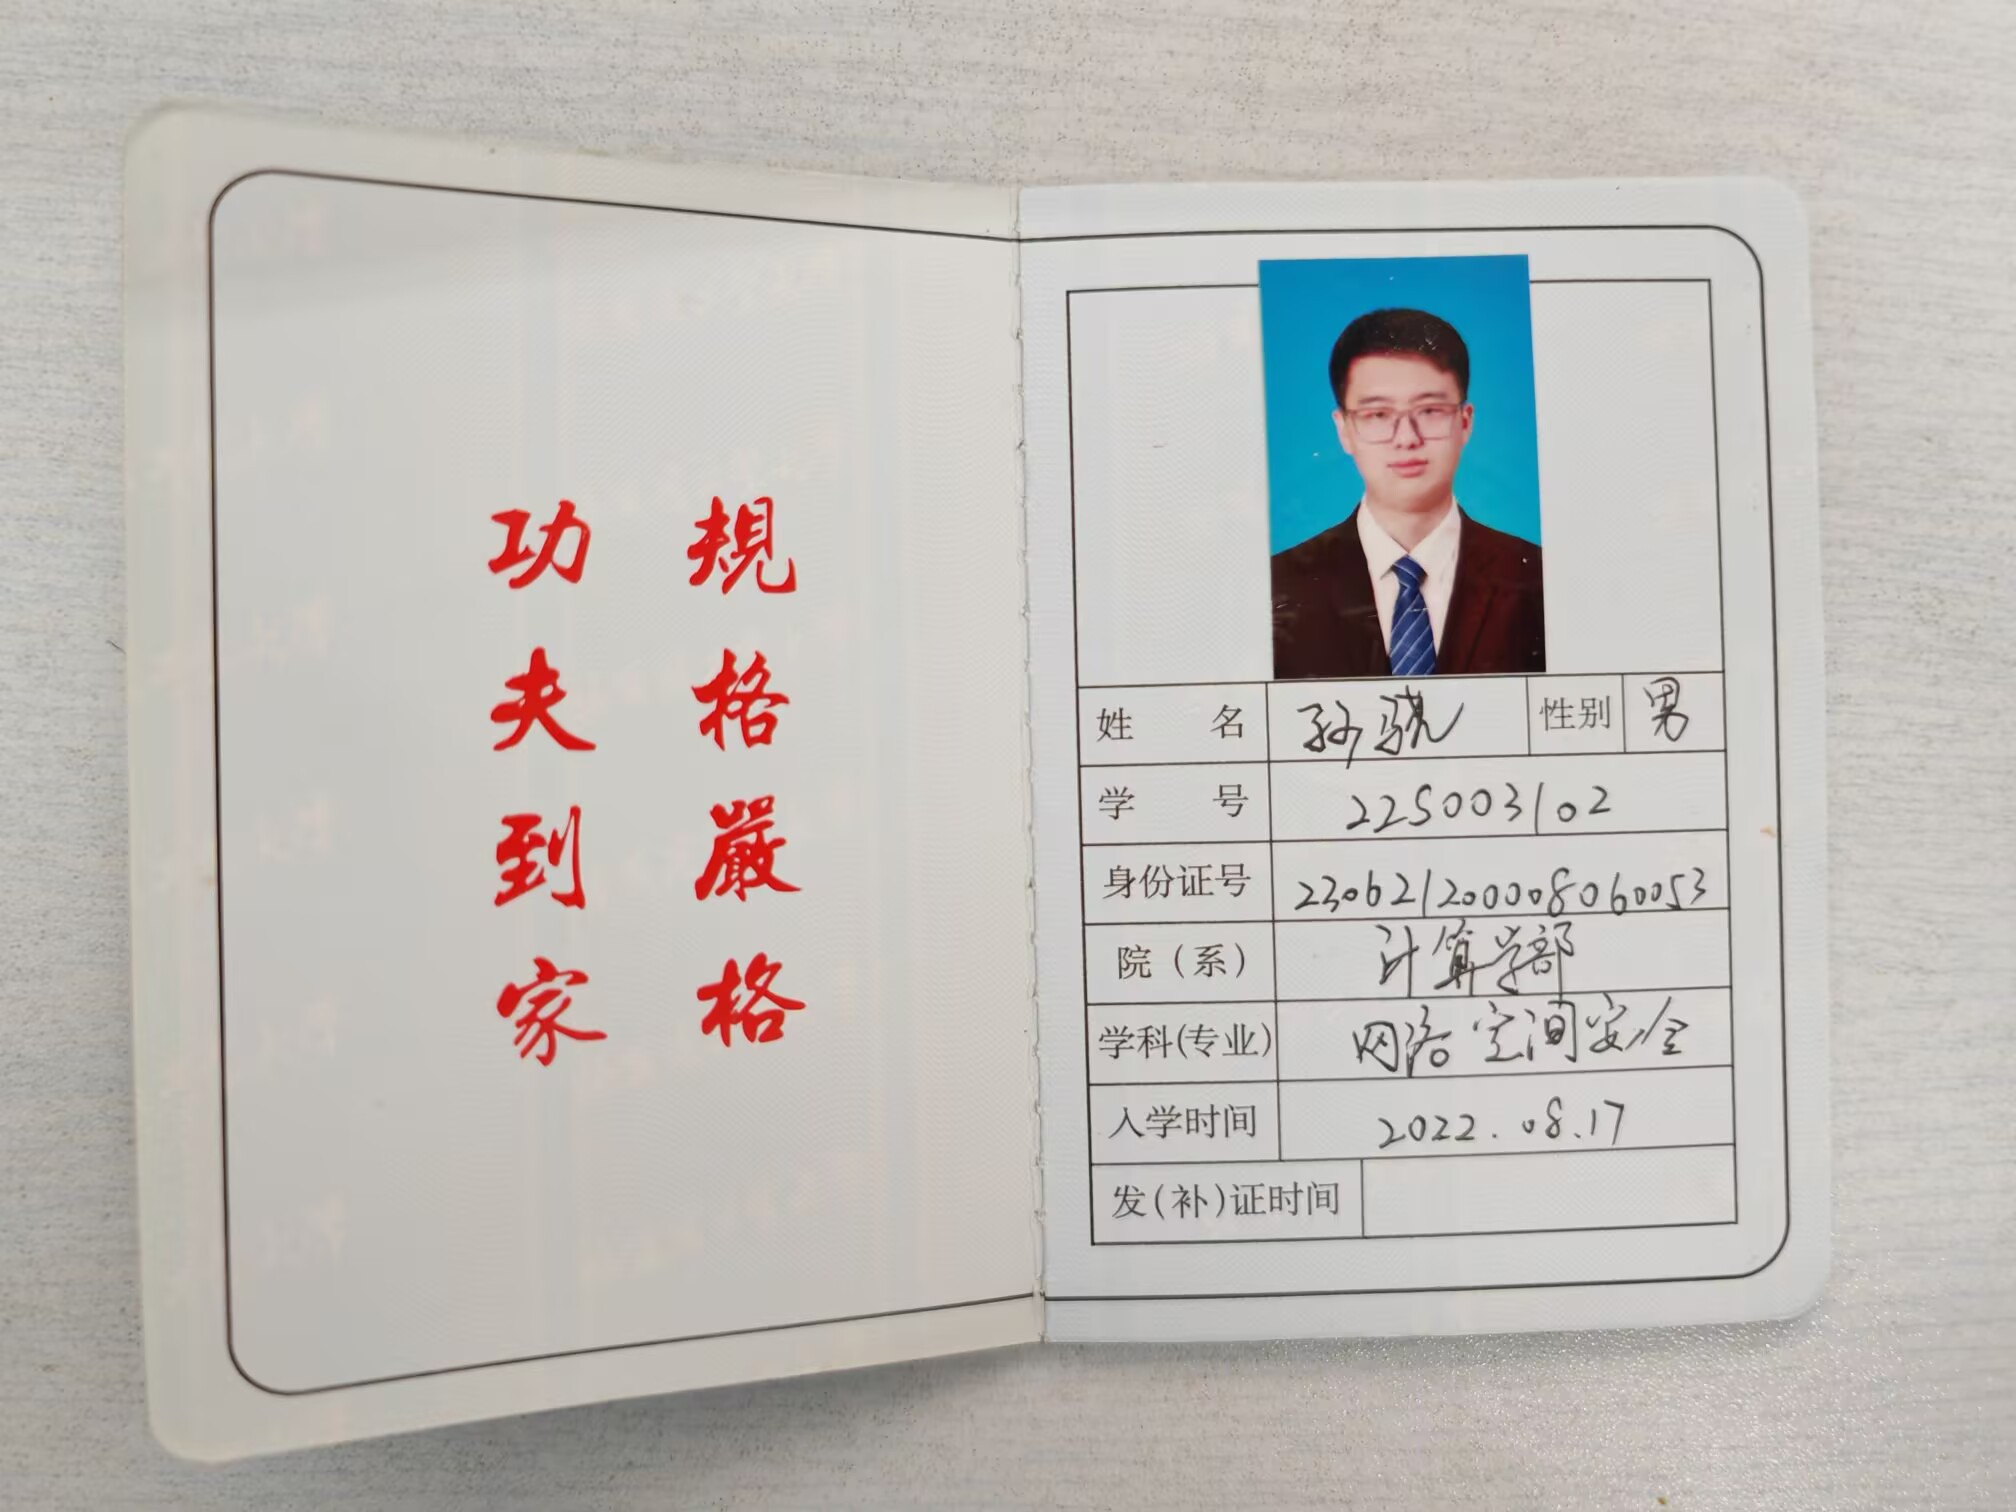 規格嚴格
功夫到家
姓名 孙骁 性别 男
学号 22S003102
身份证号 230621200008060053
院（系） 计算学部
学科(专业) 网络空间安全
入学时间 2022.08.17
发(补)证时间